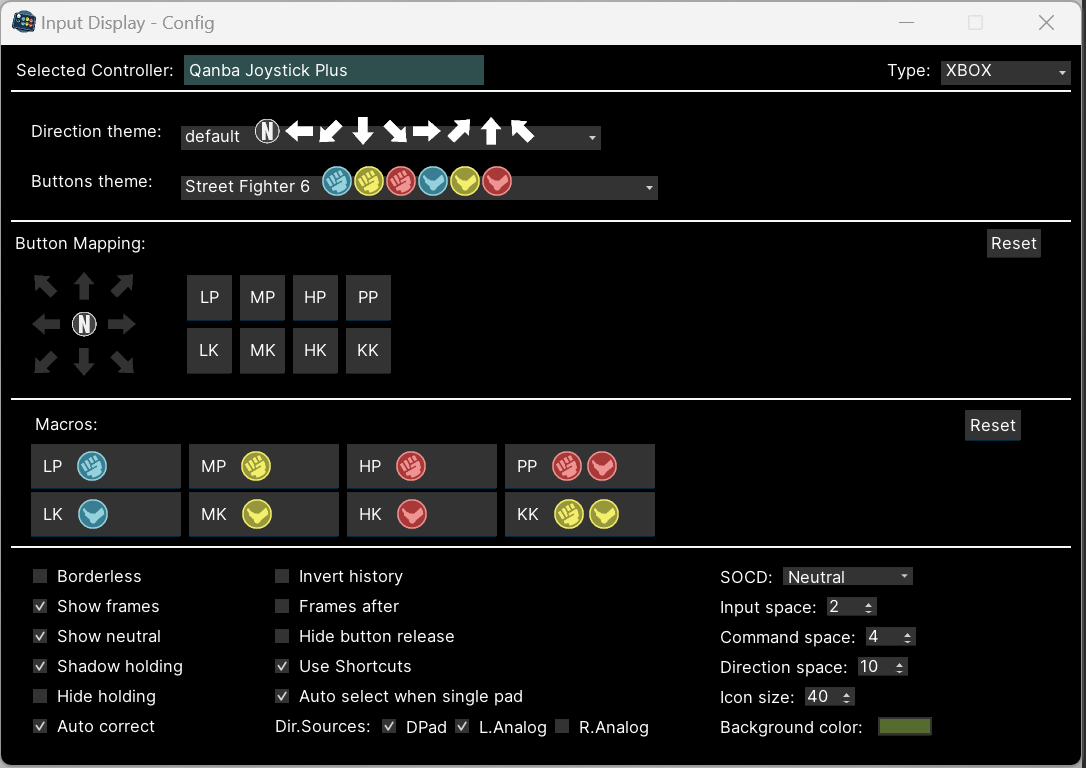 Input Display - Config
Selected Controller: Qanba Joystick Plus Type: XBOX
Direction theme: default N
Buttons theme: Street Fighter 6
Button Mapping: Reset
LP MP HP PP
N
LK MK HK KK
Macros: Reset
LP MP HP PP
LK MK HK KK
Borderless Invert history SOCD: Neutral
Show frames Frames after Input space: 2
Show neutral Hide button release Command space: 4
Shadow holding Use Shortcuts Direction space: 10
Hide holding Auto select when single pad Icon size: 40
Auto correct Dir.Sources: DPad L.Analog R.Analog Background color: